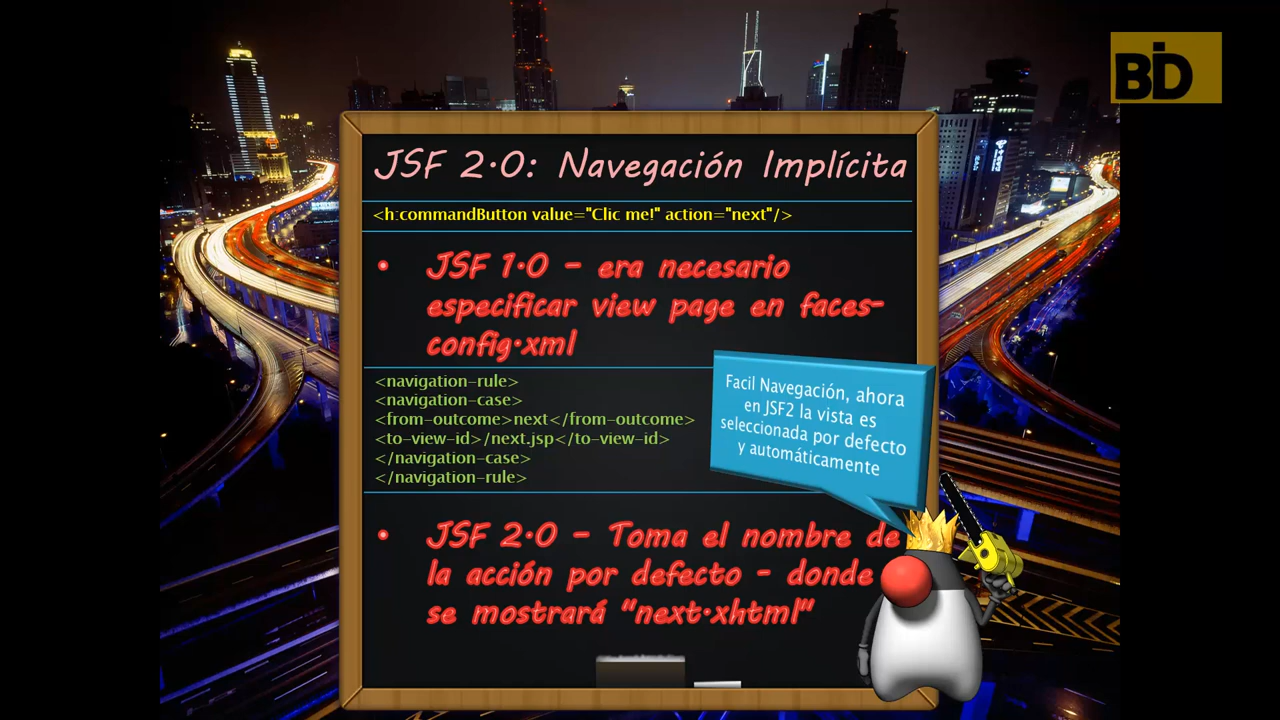 BID
JSF 2.0: Navegación Implícita
<h:commandButton value="Clic me!" action="next"/>
• JSF 1.0 - era necesario
especificar view page en faces-
config.xml
<navigation-rule>
<navigation-case>
<from-outcome>next</from-outcome>
<to-view-id>/next.jsp</to-view-id>
</navigation-case>
</navigation-rule>
Facil Navegación, ahora
en JSF2 la vista es
seleccionada por defecto
y automáticamente
• JSF 2.0 - Toma el nombre de
la acción por defecto - donde
se mostrará "next.xhtml"